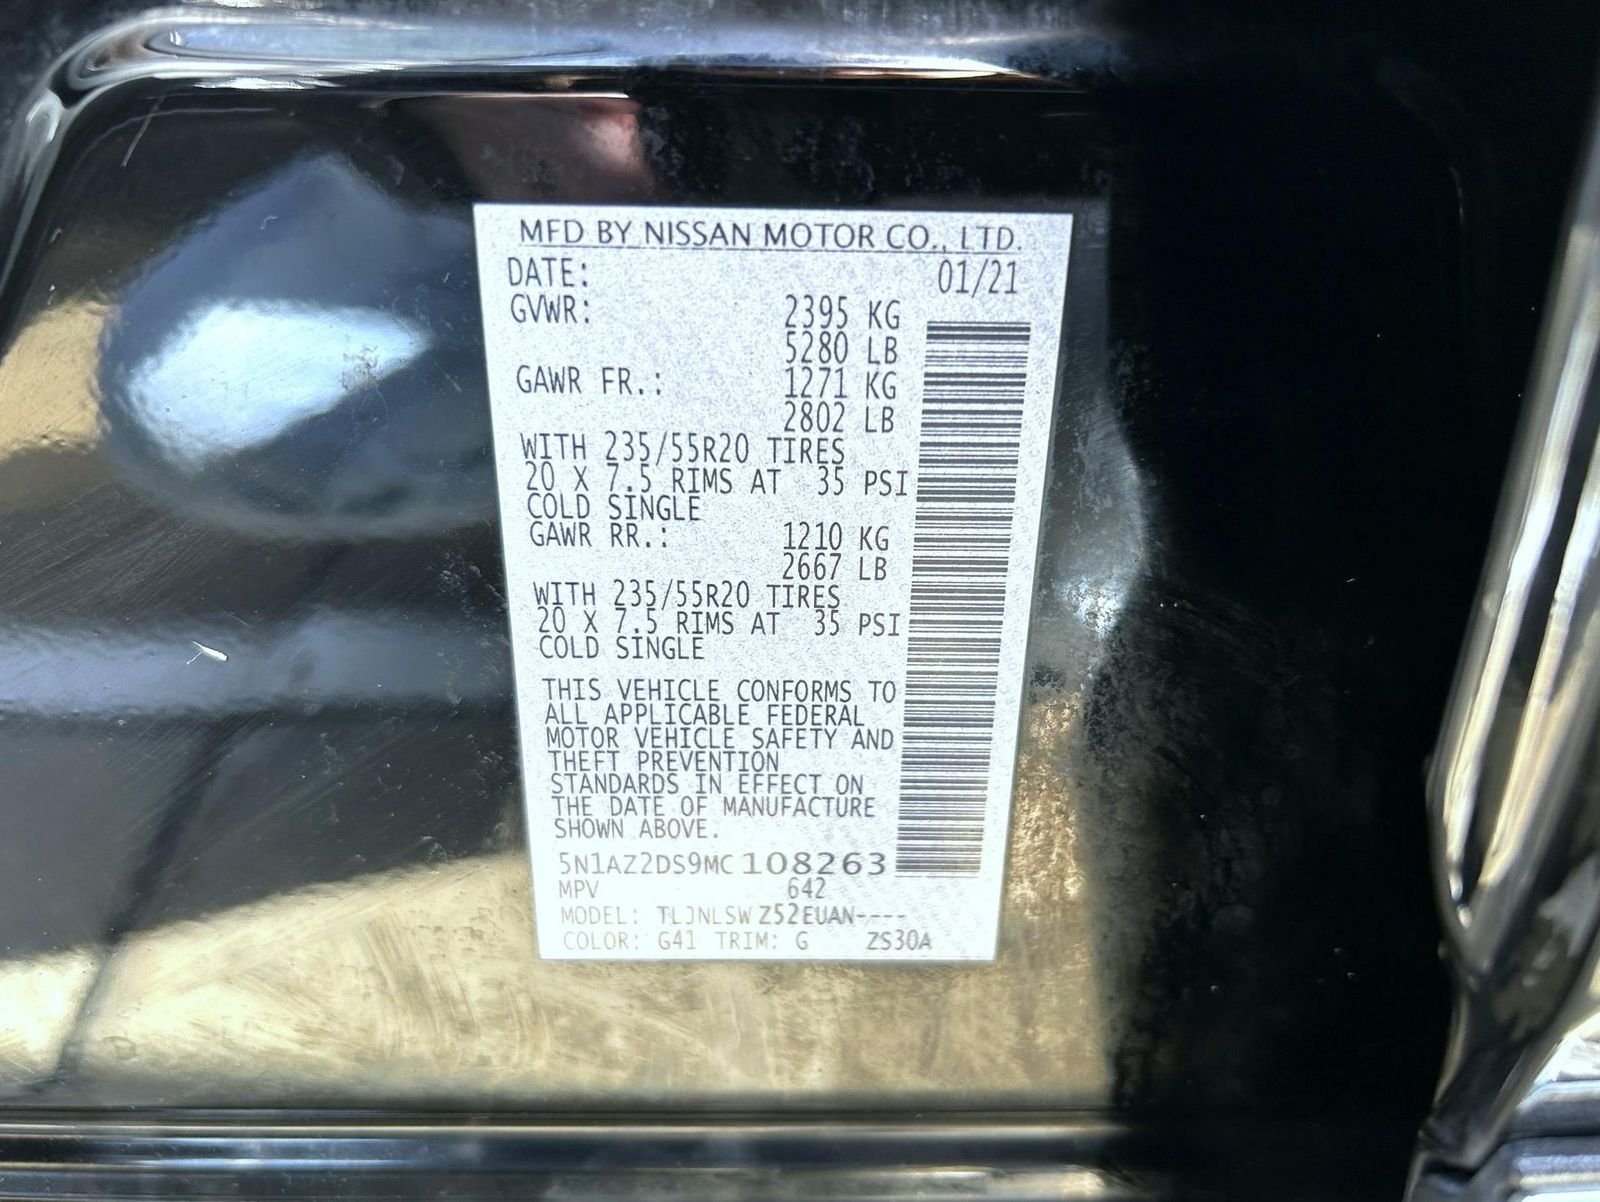 MFD BY NISSAN MOTOR CO., LTD.
DATE: 01/21
GVWR: 2395 KG
5280 LB
GAWR FR.: 1271 KG
2802 LB
WITH 235/55R20 TIRES
20 X 7.5 RIMS AT 35 PSI
COLD SINGLE
GAWR RR.: 1210 KG
2667 LB
WITH 235/55R20 TIRES
20 X 7.5 RIMS AT 35 PSI
COLD SINGLE
THIS VEHICLE CONFORMS TO
ALL APPLICABLE FEDERAL
MOTOR VEHICLE SAFETY AND
THEFT PREVENTION
STANDARDS IN EFFECT ON
THE DATE OF MANUFACTURE
SHOWN ABOVE.
5N1AZ2DS9MC108263
MPV 642
MODEL: TLJNLSWZ52EUAN----
COLOR: G41 TRIM: G ZS30A